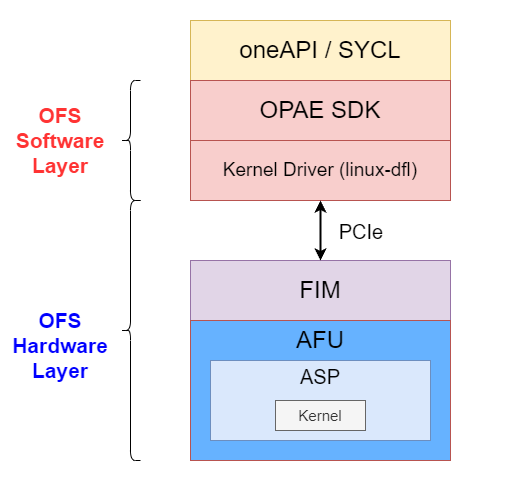 oneAPI / SYCL
OFS
Software
Layer
OPAE SDK
Kernel Driver (linux-dfl)
PCIe
OFS
Hardware
Layer
FIM
AFU
ASP
Kernel